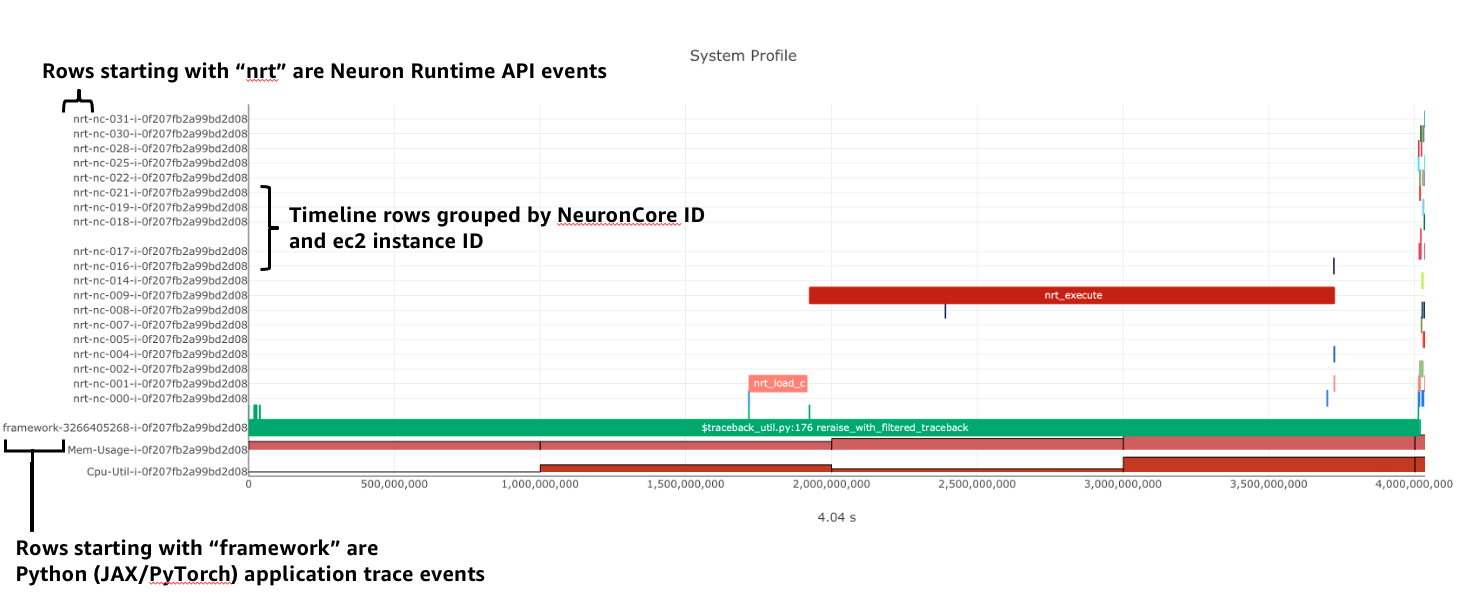 System Profile
Rows starting with “nrt” are Neuron Runtime API events
nrt-nc-031-i-0f207fb2a99bd2d08
nrt-nc-030-i-0f207fb2a99bd2d08
nrt-nc-028-i-0f207fb2a99bd2d08
nrt-nc-025-i-0f207fb2a99bd2d08
nrt-nc-022-i-0f207fb2a99bd2d08
nrt-nc-021-i-0f207fb2a99bd2d08
nrt-nc-019-i-0f207fb2a99bd2d08
nrt-nc-018-i-0f207fb2a99bd2d08
Timeline rows grouped by NeuronCore ID
and ec2 instance ID
nrt-nc-017-i-0f207fb2a99bd2d08
nrt-nc-016-i-0f207fb2a99bd2d08
nrt-nc-014-i-0f207fb2a99bd2d08
nrt-nc-009-i-0f207fb2a99bd2d08 nrt_execute
nrt-nc-008-i-0f207fb2a99bd2d08
nrt-nc-007-i-0f207fb2a99bd2d08
nrt-nc-005-i-0f207fb2a99bd2d08
nrt-nc-004-i-0f207fb2a99bd2d08
nrt-nc-002-i-0f207fb2a99bd2d08
nrt-nc-001-i-0f207fb2a99bd2d08 nrt_load_c
nrt-nc-000-i-0f207fb2a99bd2d08
framework-3266405268-i-0f207fb2a99bd2d08 $traceback_util.py:176 reraise_with_filtered_traceback
Mem-Usage-i-0f207fb2a99bd2d08
Cpu-Util-i-0f207fb2a99bd2d08
0 500,000,000 1,000,000,000 1,500,000,000 2,000,000,000 2,500,000,000 3,000,000,000 3,500,000,000 4,000,000,000
4.04 s
Rows starting with “framework” are
Python (JAX/PyTorch) application trace events